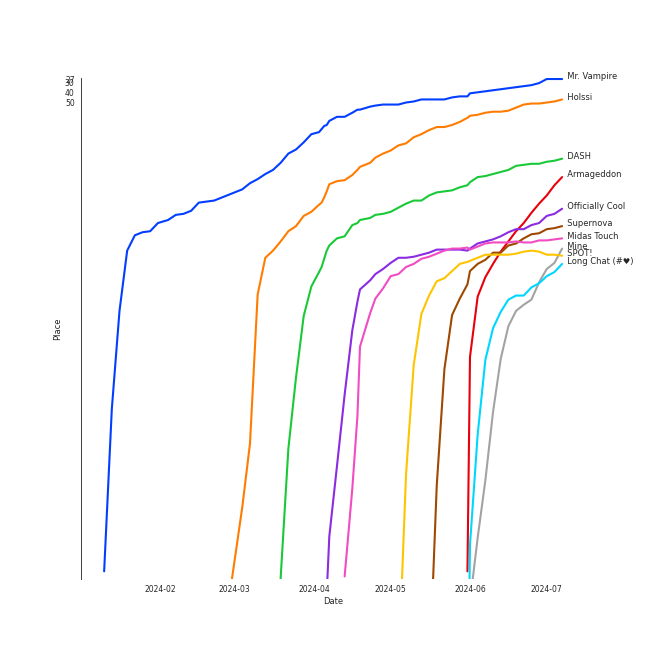 27
30
40
50
Mr. Vampire
Holssi
DASH
Armageddon
Officially Cool
Supernova
Midas Touch
Mine
SPOT!
Long Chat (#♥)
Place
2024-02 2024-03 2024-04 2024-05 2024-06 2024-07
Date